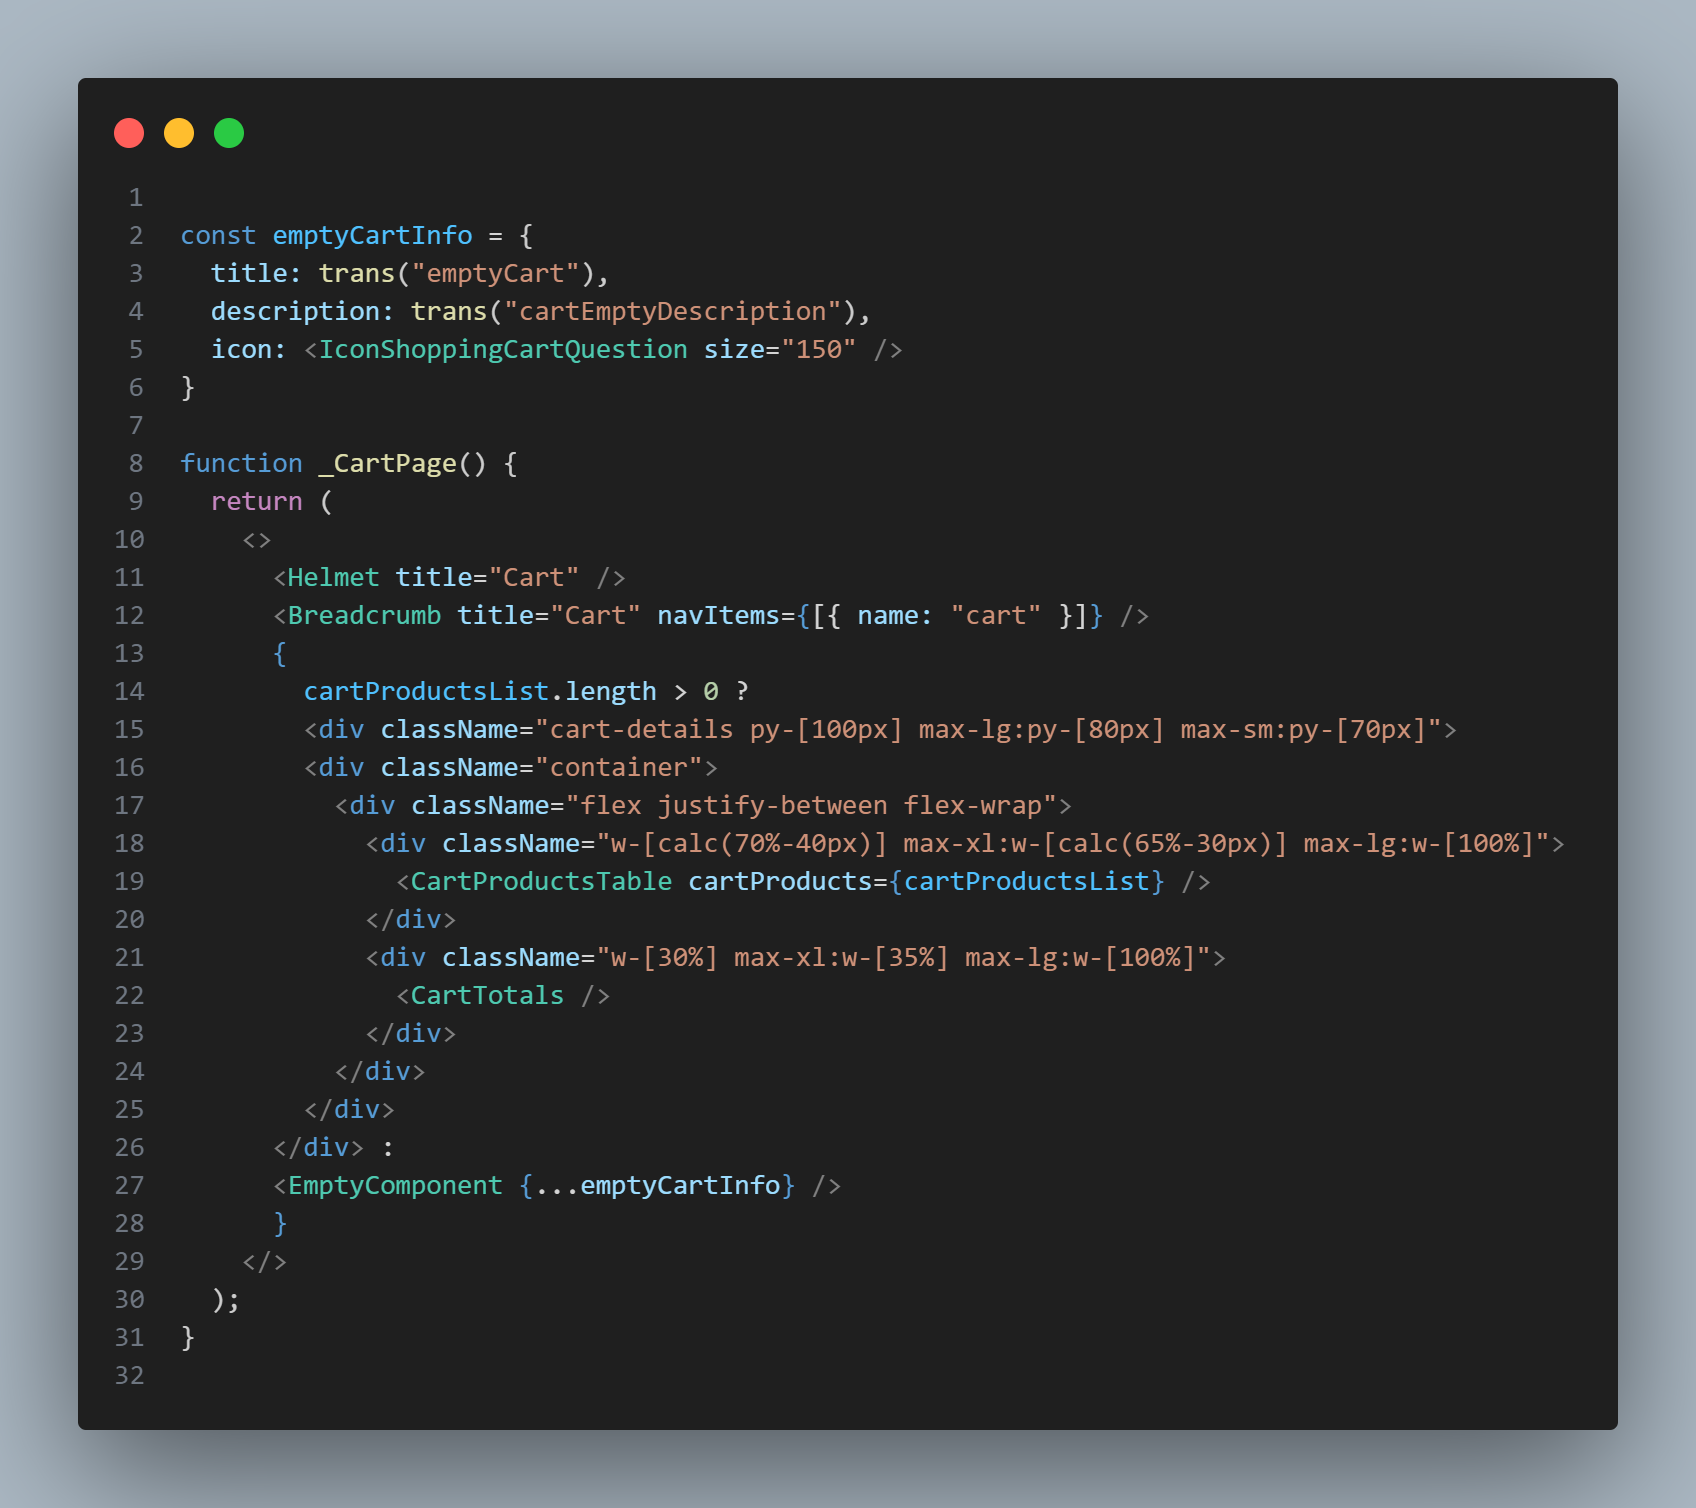 1
2 const emptyCartInfo = {
3   title: trans("emptyCart"),
4   description: trans("cartEmptyDescription"),
5   icon: <IconShoppingCartQuestion size="150" />
6 }
7
8 function _CartPage() {
9   return (
10     <>
11       <Helmet title="Cart" />
12       <Breadcrumb title="Cart" navItems={[{ name: "cart" }]} />
13       {
14         cartProductsList.length > 0 ?
15         <div className="cart-details py-[100px] max-lg:py-[80px] max-sm:py-[70px]">
16         <div className="container">
17           <div className="flex justify-between flex-wrap">
18             <div className="w-[calc(70%-40px)] max-xl:w-[calc(65%-30px)] max-lg:w-[100%]">
19               <CartProductsTable cartProducts={cartProductsList} />
20             </div>
21             <div className="w-[30%] max-xl:w-[35%] max-lg:w-[100%]">
22               <CartTotals />
23             </div>
24           </div>
25         </div>
26       </div> :
27       <EmptyComponent {...emptyCartInfo} />
28       }
29     </>
30   );
31 }
32